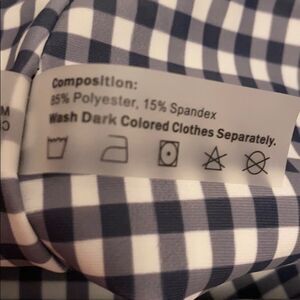 Composition:
85% Polyester, 15% Spandex
Wash Dark Colored Clothes Separately.